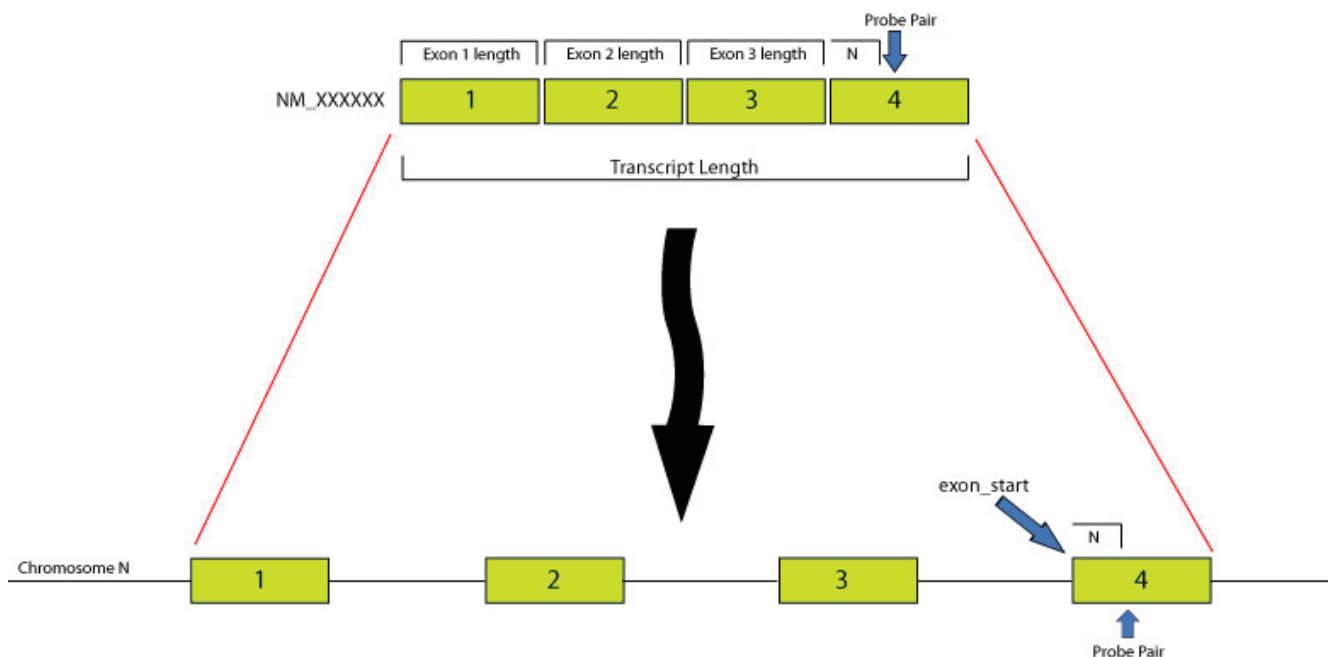 Probe Pair
Exon 1 length Exon 2 length Exon 3 length N
NM_XXXXXX 1 2 3 4
Transcript Length
exon_start
N
Chromosome N 1 2 3 4
Probe Pair